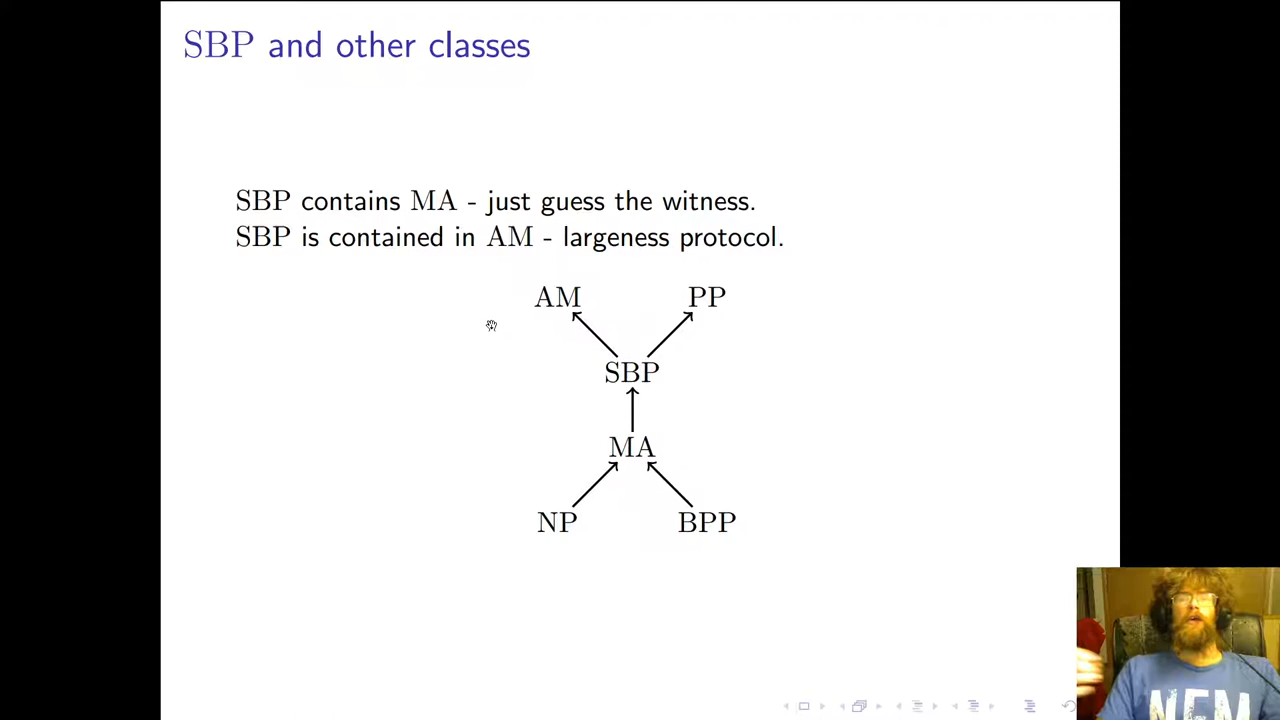 SBP and other classes
SBP contains MA - just guess the witness.
SBP is contained in AM - largeness protocol.
AM PP
SBP
MA
NP BPP